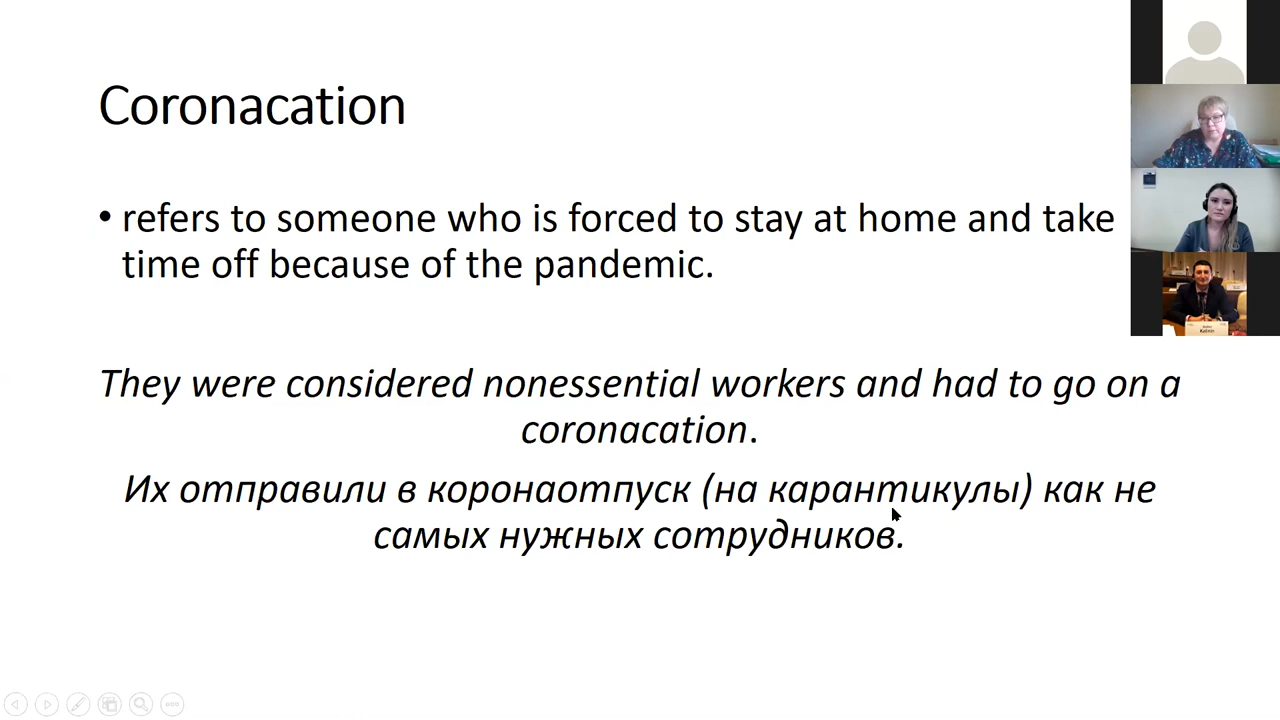 Coronacation
• refers to someone who is forced to stay at home and take
time off because of the pandemic.
They were considered nonessential workers and had to go on a
coronacation.
Их отправили в коронаотпуск (на карантикулы) как не
самых нужных сотрудников.